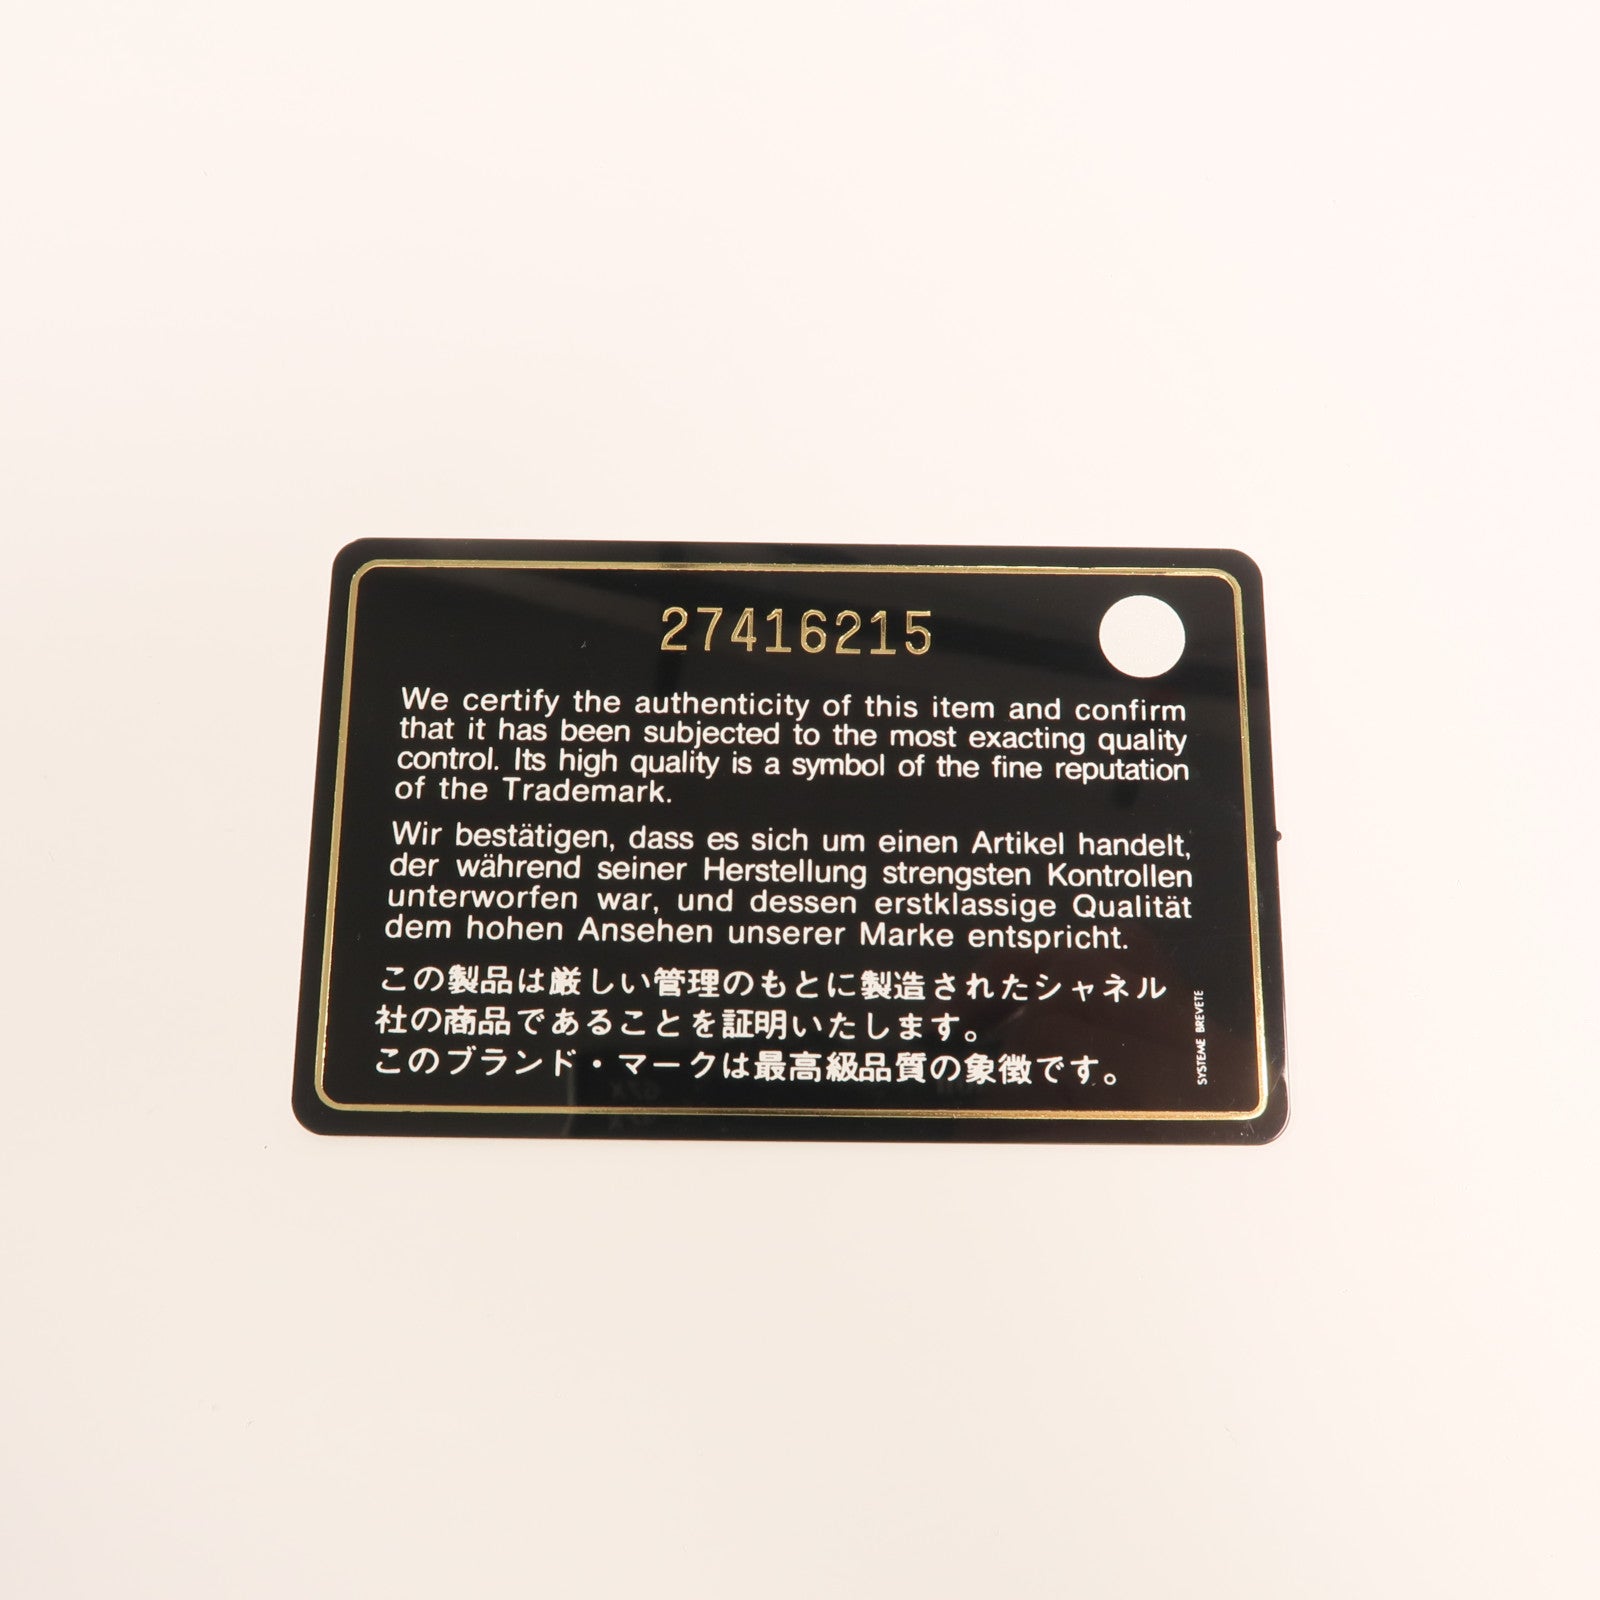 27416215
We certify the authenticity of this item and confirm
that it has been subjected to the most exacting quality
control. Its high quality is a symbol of the fine reputation
of the Trademark.
Wir bestätigen, dass es sich um einen Artikel handelt,
der während seiner Herstellung strengsten Kontrollen
unterworfen war, und dessen erstklassige Qualität
dem hohen Ansehen unserer Marke entspricht.
この製品は厳しい管理のもとに製造されたシャネル
社の商品であることを証明いたします。
このブランド・マークは最高級品質の象徴です。
SYSTEME BREVETE